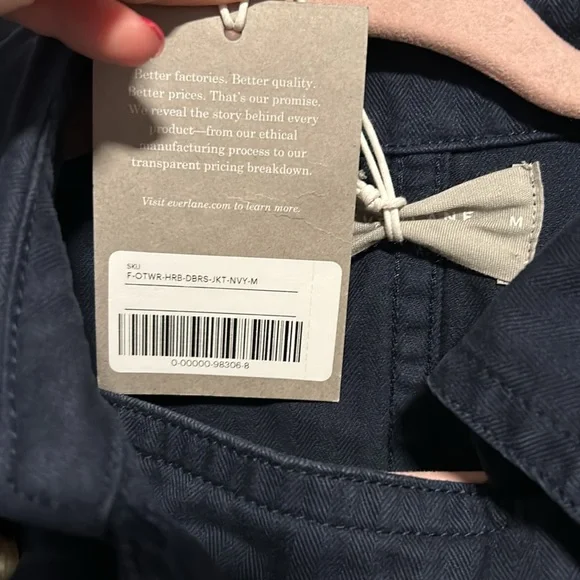 Better factories. Better quality.
Better prices. That's our promise.
We reveal the story behind every
product—from our ethical
manufacturing process to our
transparent pricing breakdown.
Visit everlane.com to learn more.
SKU
F-OTWR-HRB-DBRS-JKT-NVY-M
0-00000-98306-8
M